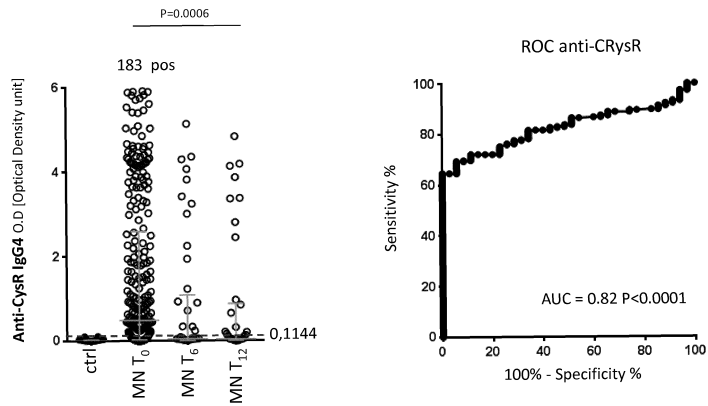 P=0.0006
183 pos
Anti-CysR IgG4 O.D [Optical Density unit]
6
4
2
0
0,1144
ctrl
MN T0
MN T6
MN T12
ROC anti-CRysR
Sensitivity %
100
80
60
40
20
0
AUC = 0.82 P<0.0001
0 20 40 60 80 100
100% - Specificity %